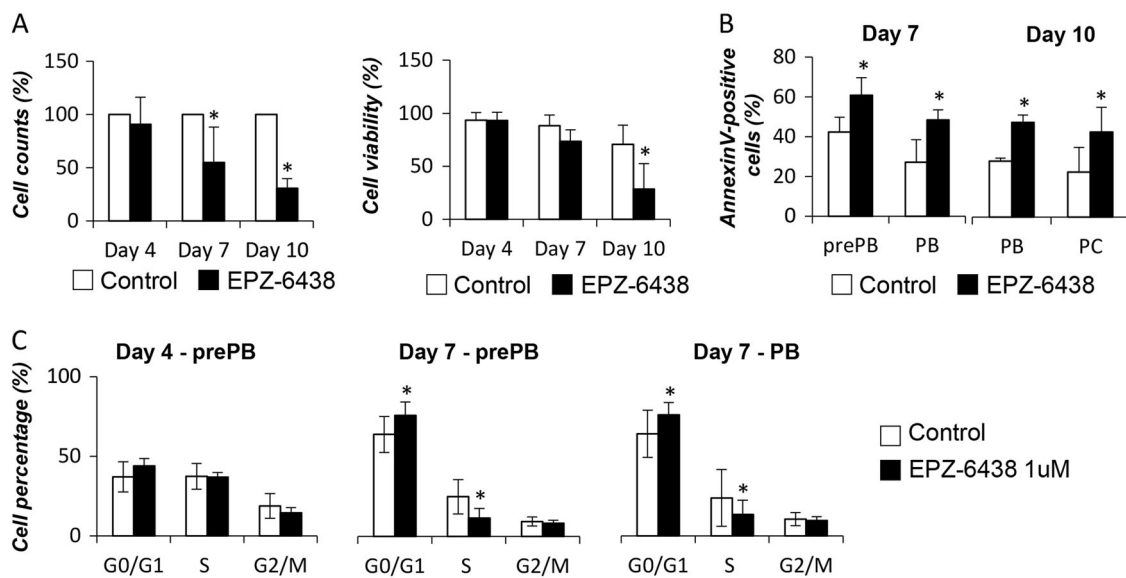 A
Cell counts (%)
150
100
50
0
*
*
Day 4 Day 7 Day 10
Control EPZ-6438
Cell viability (%)
150
100
50
0
*
Day 4 Day 7 Day 10
Control EPZ-6438
B
Day 7 Day 10
AnnexinV-positive
cells (%)
80
60
40
20
0
* * * *
prePB PB PB PC
Control EPZ-6438
C
Day 4 - prePB
Cell percentage (%)
100
50
0
G0/G1 S G2/M
Day 7 - prePB
* *
G0/G1 S G2/M
Day 7 - PB
* *
G0/G1 S G2/M
Control
EPZ-6438 1uM